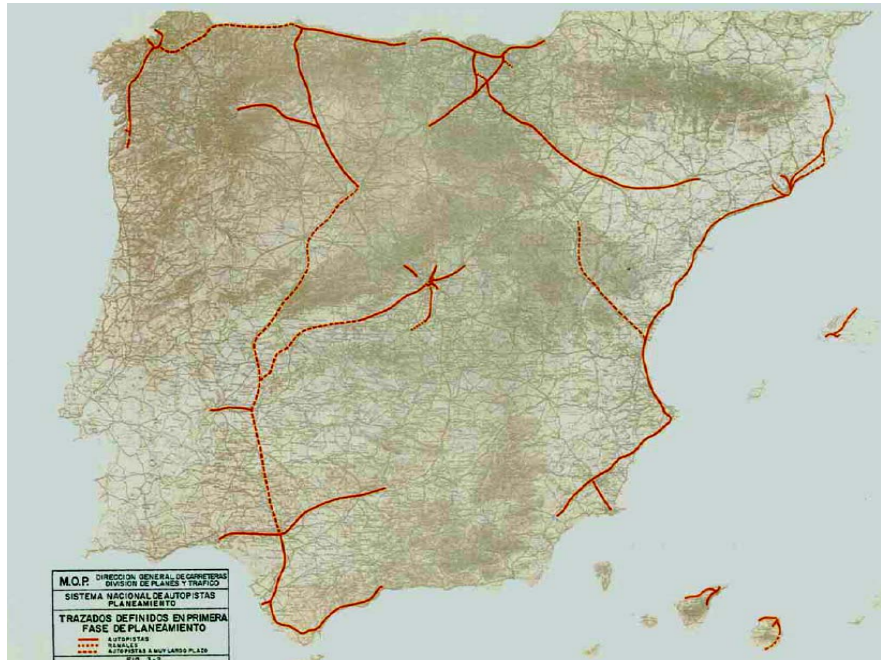 M.O.P. DIRECCION GENERAL DE CARRETERAS
DIVISION DE PLANES Y TRAFICO
SISTEMA NACIONAL DE AUTOPISTAS
PLANEAMIENTO
TRAZADOS DEFINIDOS EN PRIMERA
FASE DE PLANEAMIENTO
AUTOPISTAS
RAMALES
AUTOPISTAS A MUY LARGO PLAZO